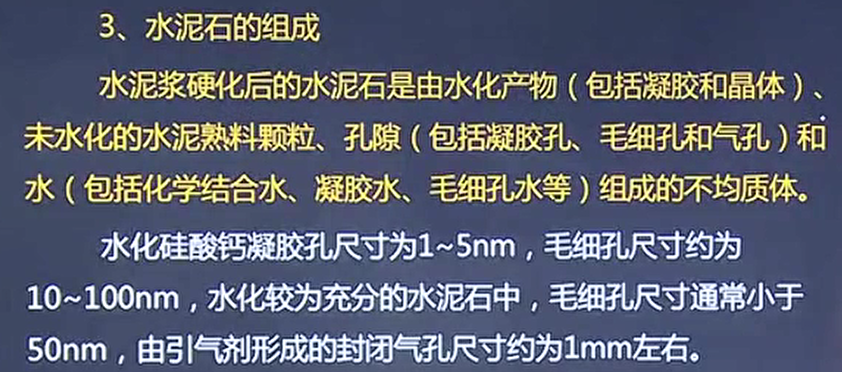 3、水泥石的组成
水泥浆硬化后的水泥石是由水化产物（包括凝胶和晶体）、
未水化的水泥熟料颗粒、孔隙（包括凝胶孔、毛细孔和气孔）和
水（包括化学结合水、凝胶水、毛细孔水等）组成的不均质体。
水化硅酸钙凝胶孔尺寸为1~5nm，毛细孔尺寸约为
10~100nm，水化较为充分的水泥石中，毛细孔尺寸通常小于
50nm，由引气剂形成的封闭气孔尺寸约为1mm左右。